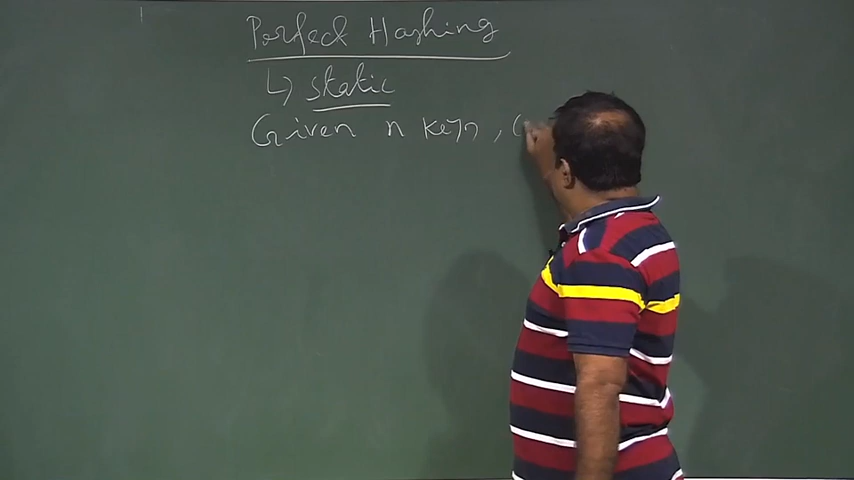 Perfect Hashing
↳ static
Given n keys,